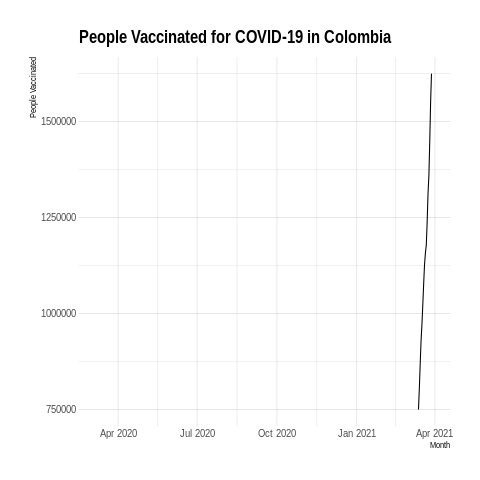 People Vaccinated for COVID-19 in Colombia
People Vaccinated
1500000
1250000
1000000
750000
Apr 2020 Jul 2020 Oct 2020 Jan 2021 Apr 2021
Month